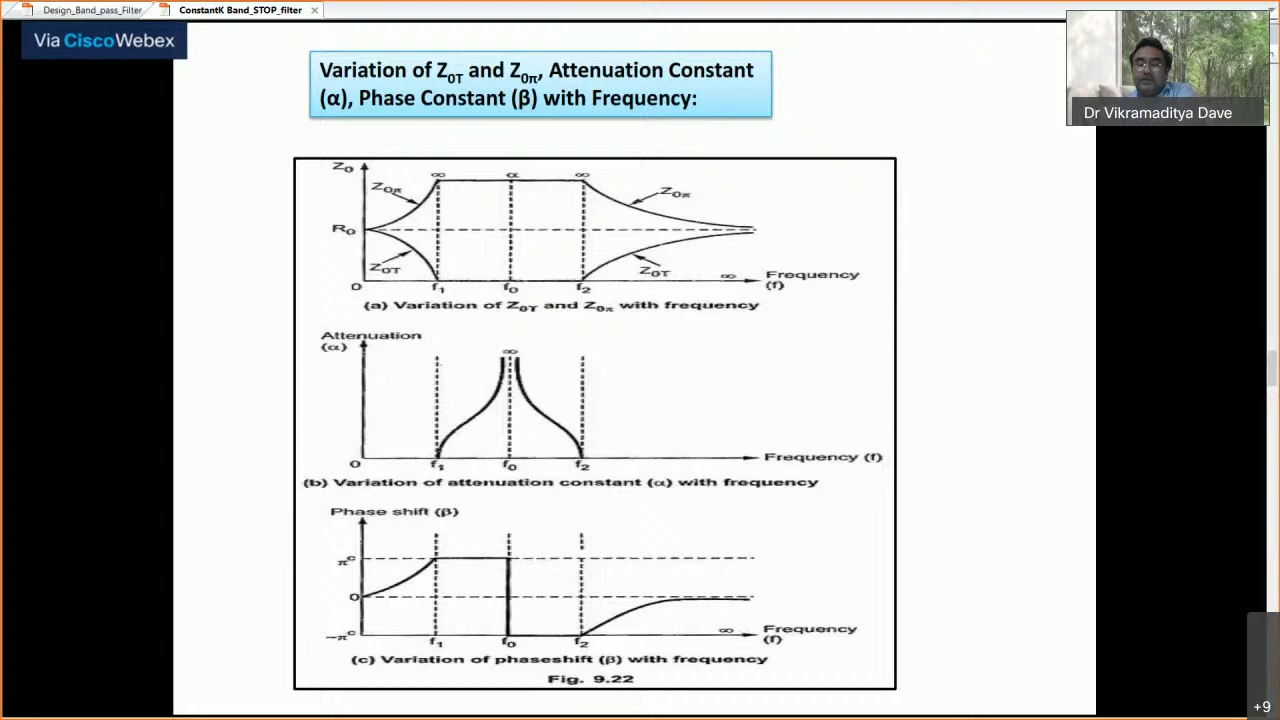 Design_Band_pass_Filter
ConstantK Band_STOP_filter
Via CiscoWebex
Dr Vikramaditya Dave
Variation of Z0T and Z0π, Attenuation Constant
(α), Phase Constant (β) with Frequency:
Z0
∞ α ∞
Z0π
Z0π
R0
Z0T
Z0T
0 f1 f0 f2 ∞ Frequency
(f)
(a) Variation of Z0T and Z0π with frequency
Attenuation
(α)
∞
0 f1 f0 f2 Frequency (f)
(b) Variation of attenuation constant (α) with frequency
Phase shift (β)
πc
0
-πc f1 f0 f2 ∞ Frequency
(f)
(c) Variation of phaseshift (β) with frequency
Fig. 9.22
+9